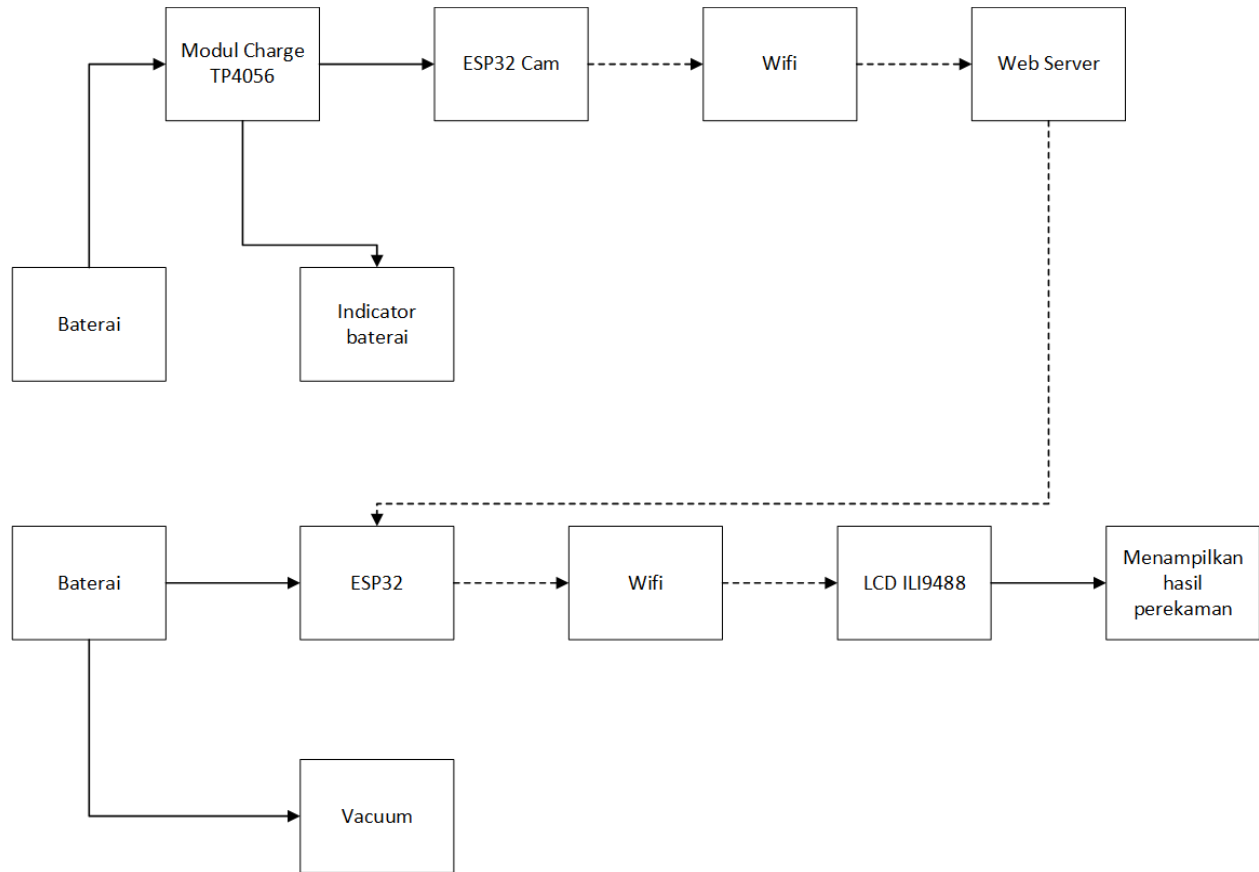 Modul Charge
TP4056
ESP32 Cam
Wifi
Web Server
Baterai
Indicator
baterai
Baterai
ESP32
Wifi
LCD ILI9488
Menampilkan
hasil
perekaman
Vacuum